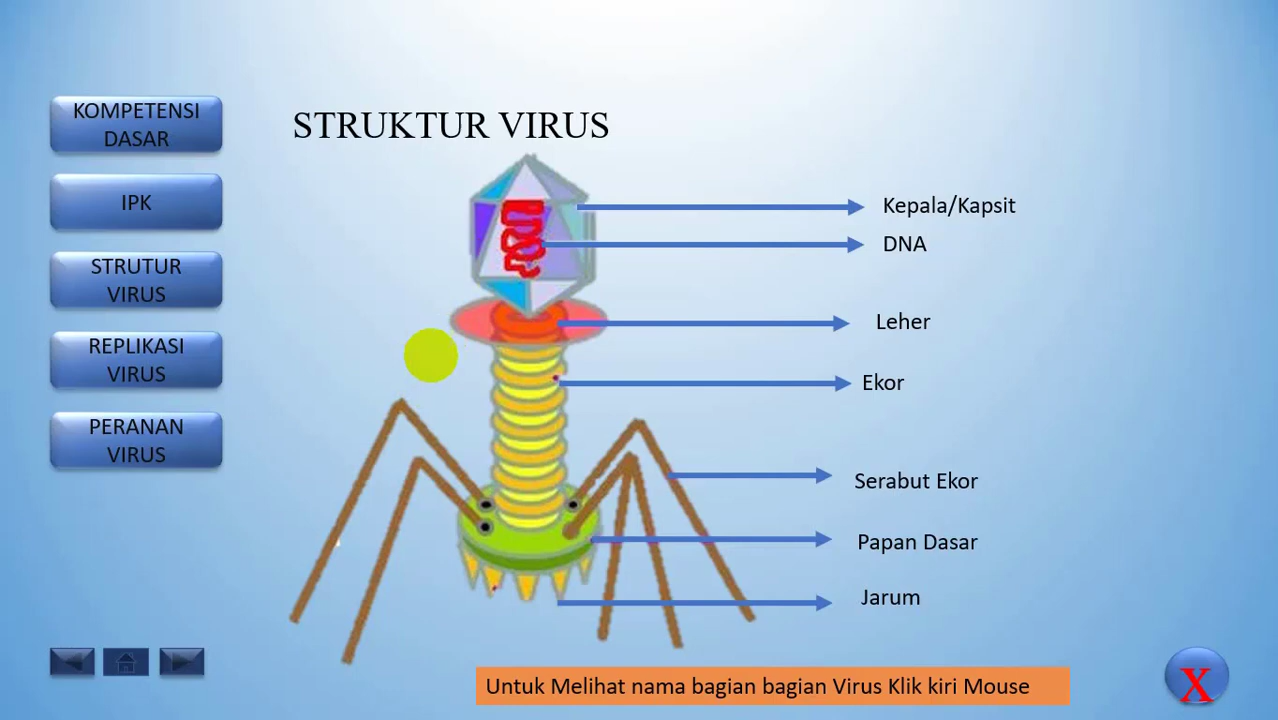 KOMPETENSI
DASAR
IPK
STRUTUR
VIRUS
REPLIKASI
VIRUS
PERANAN
VIRUS
STRUKTUR VIRUS
Kepala/Kapsit
DNA
Leher
Ekor
Serabut Ekor
Papan Dasar
Jarum
Untuk Melihat nama bagian bagian Virus Klik kiri Mouse
X